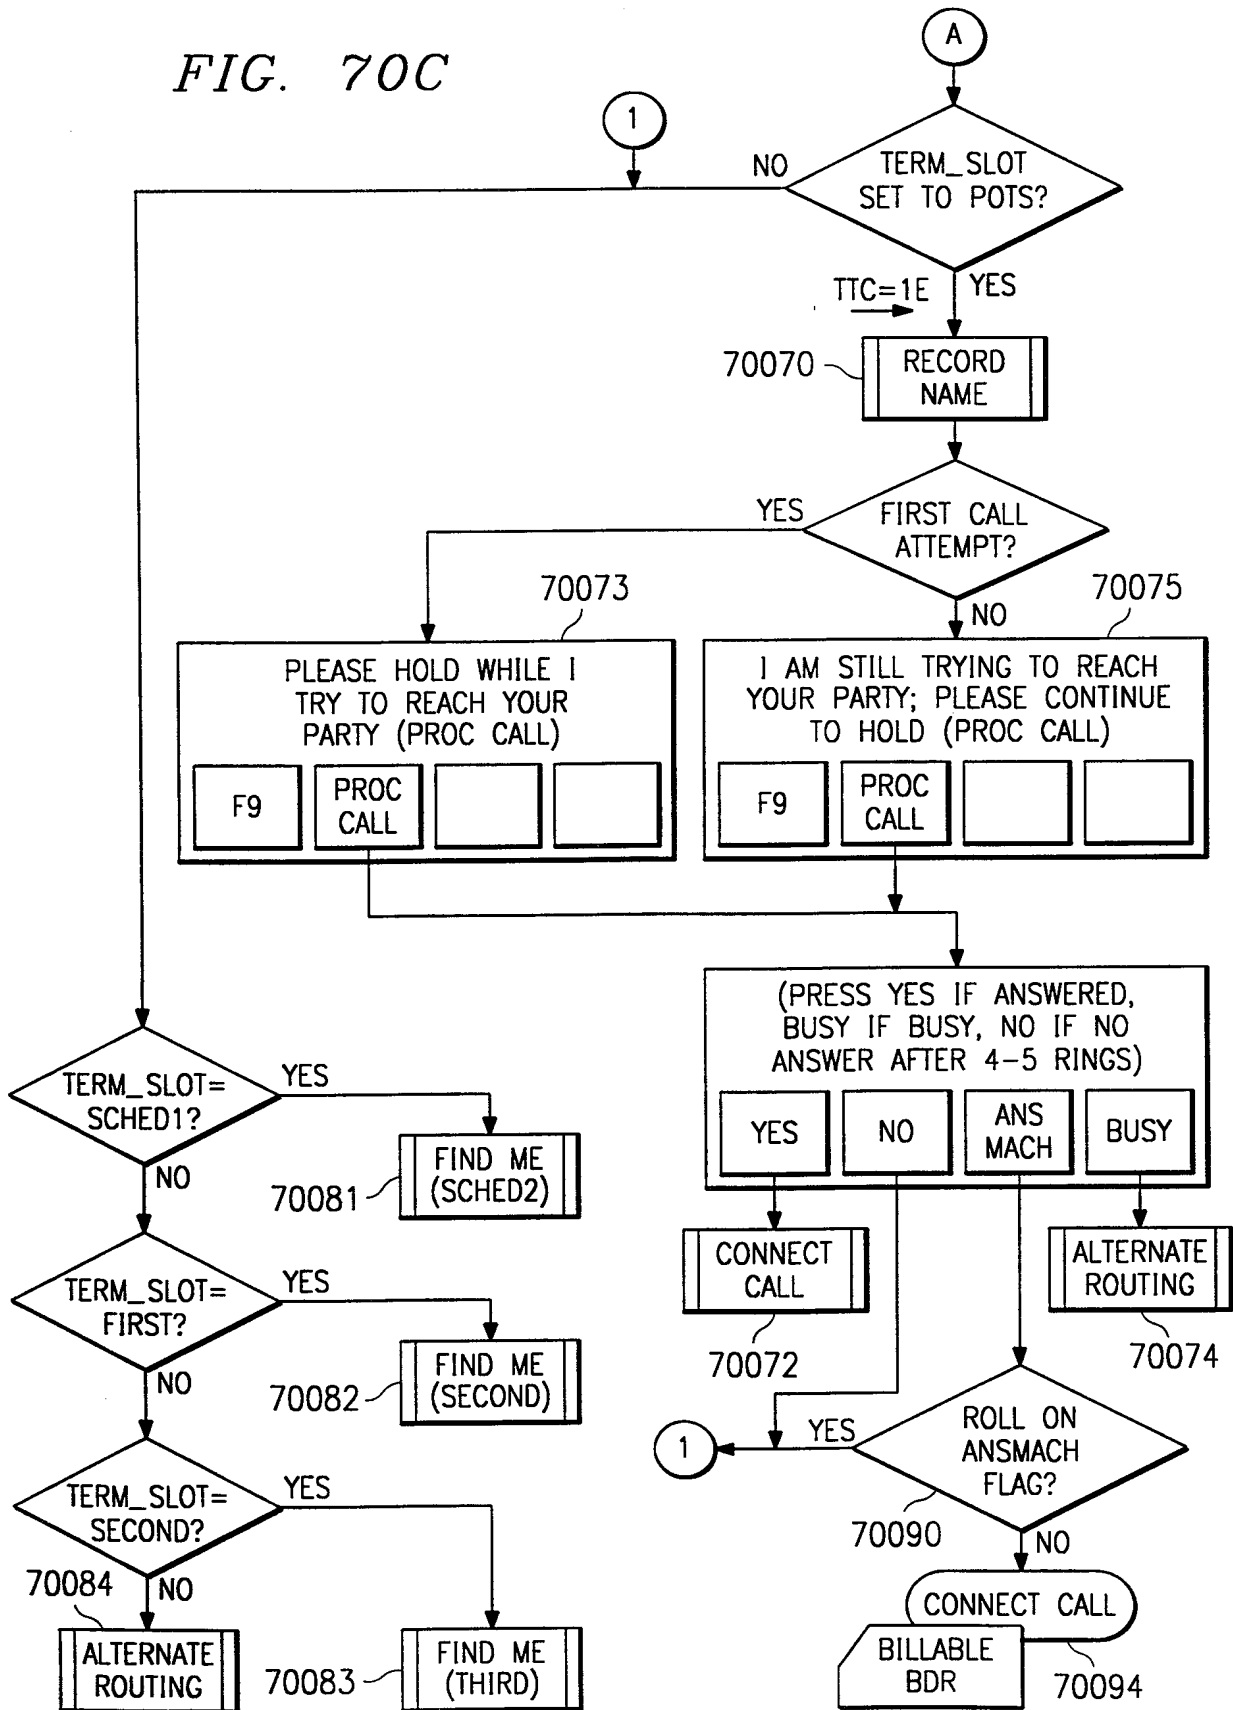 FIG. 70C
A
1
TERM_SLOT
SET TO POTS?
NO
YES
TTC=1E
70070
RECORD
NAME
FIRST CALL
ATTEMPT?
YES
NO
70073
PLEASE HOLD WHILE I
TRY TO REACH YOUR
PARTY (PROC CALL)
F9
PROC
CALL
70075
I AM STILL TRYING TO REACH
YOUR PARTY; PLEASE CONTINUE
TO HOLD (PROC CALL)
F9
PROC
CALL
(PRESS YES IF ANSWERED,
BUSY IF BUSY, NO IF NO
ANSWER AFTER 4-5 RINGS)
YES
NO
ANS
MACH
BUSY
CONNECT
CALL
70072
ALTERNATE
ROUTING
70074
ROLL ON
ANSMACH
FLAG?
YES
1
70090
NO
CONNECT CALL
BILLABLE
BDR
70094
TERM_SLOT=
SCHED1?
YES
FIND ME
(SCHED2)
70081
NO
TERM_SLOT=
FIRST?
YES
FIND ME
(SECOND)
70082
NO
TERM_SLOT=
SECOND?
YES
FIND ME
(THIRD)
70083
NO
70084
ALTERNATE
ROUTING